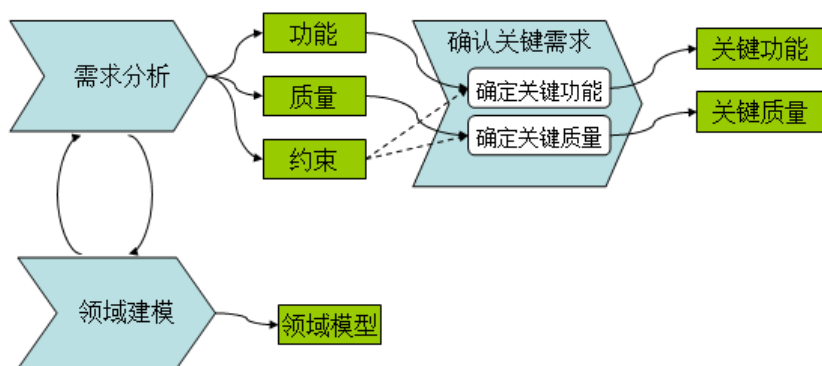 需求分析
功能
质量
约束
确认关键需求
确定关键功能
确定关键质量
关键功能
关键质量
领域建模
领域模型